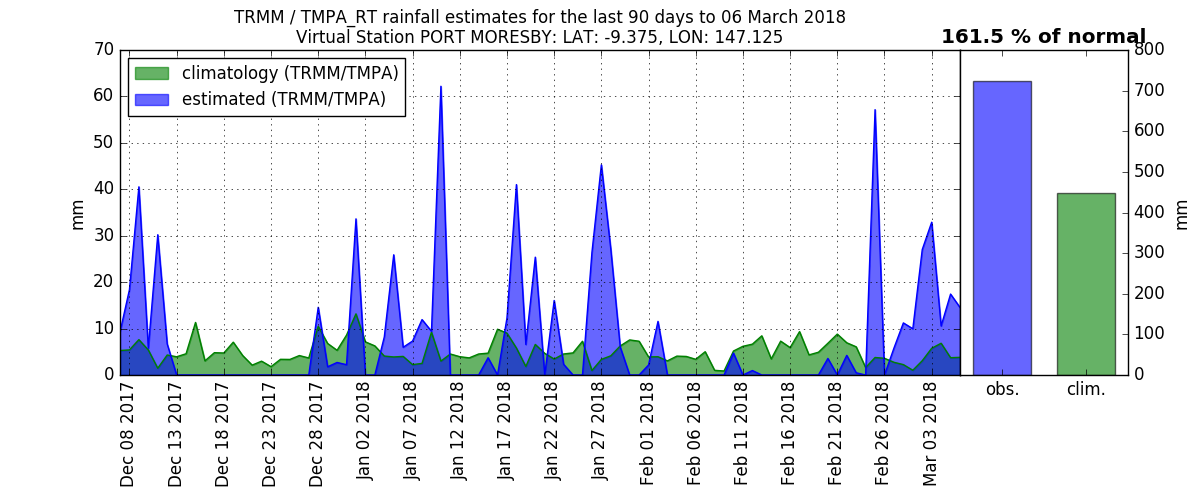 TRMM / TMPA_RT rainfall estimates for the last 90 days to 06 March 2018
Virtual Station PORT MORESBY: LAT: -9.375, LON: 147.125
161.5 % of normal
climatology (TRMM/TMPA)
estimated (TRMM/TMPA)
mm
70
60
50
40
30
20
10
0
Dec 08 2017
Dec 13 2017
Dec 18 2017
Dec 23 2017
Dec 28 2017
Jan 02 2018
Jan 07 2018
Jan 12 2018
Jan 17 2018
Jan 22 2018
Jan 27 2018
Feb 01 2018
Feb 06 2018
Feb 11 2018
Feb 16 2018
Feb 21 2018
Feb 26 2018
Mar 03 2018
obs.
clim.
800
700
600
500
400
300
200
100
0
mm